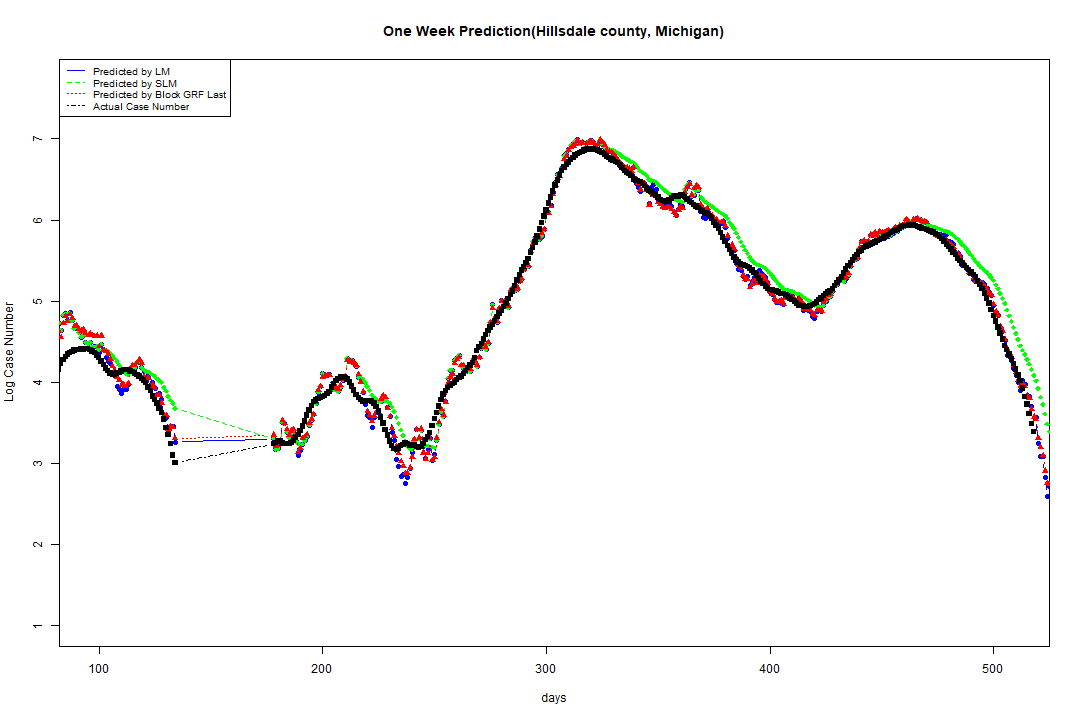 One Week Prediction(Hillsdale county, Michigan)
Predicted by LM
Predicted by SLM
Predicted by Block GRF Last
Actual Case Number
Log Case Number
7
6
5
4
3
2
1
100 200 300 400 500
days